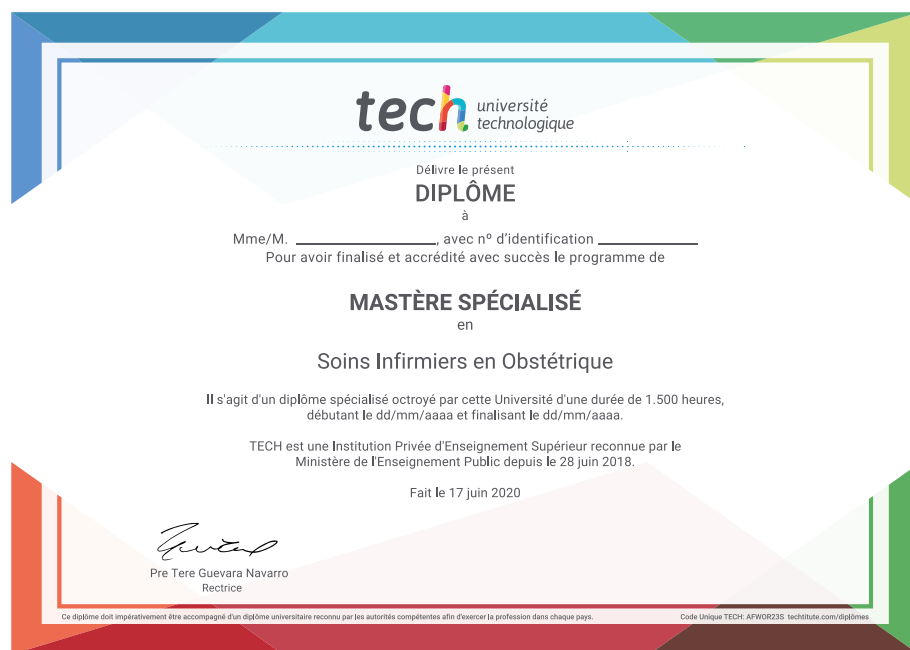 tech université
technologique
Délivre le présent
DIPLÔME
à
Mme/M. ____________________, avec nº d'identification ______________
Pour avoir finalisé et accrédité avec succès le programme de
MASTÈRE SPÉCIALISÉ
en
Soins Infirmiers en Obstétrique
Il s'agit d'un diplôme spécialisé octroyé par cette Université d'une durée de 1.500 heures,
débutant le dd/mm/aaaa et finalisant le dd/mm/aaaa.
TECH est une Institution Privée d'Enseignement Supérieur reconnue par le
Ministère de l'Enseignement Public depuis le 28 juin 2018.
Fait le 17 juin 2020
Pre Tere Guevara Navarro
Rectrice
Ce diplôme doit impérativement être accompagné d'un diplôme universitaire reconnu par les autorités compétentes afin d'exercer la profession dans chaque pays.
Code Unique TECH: AFWOR23S techtitute.com/diplômes